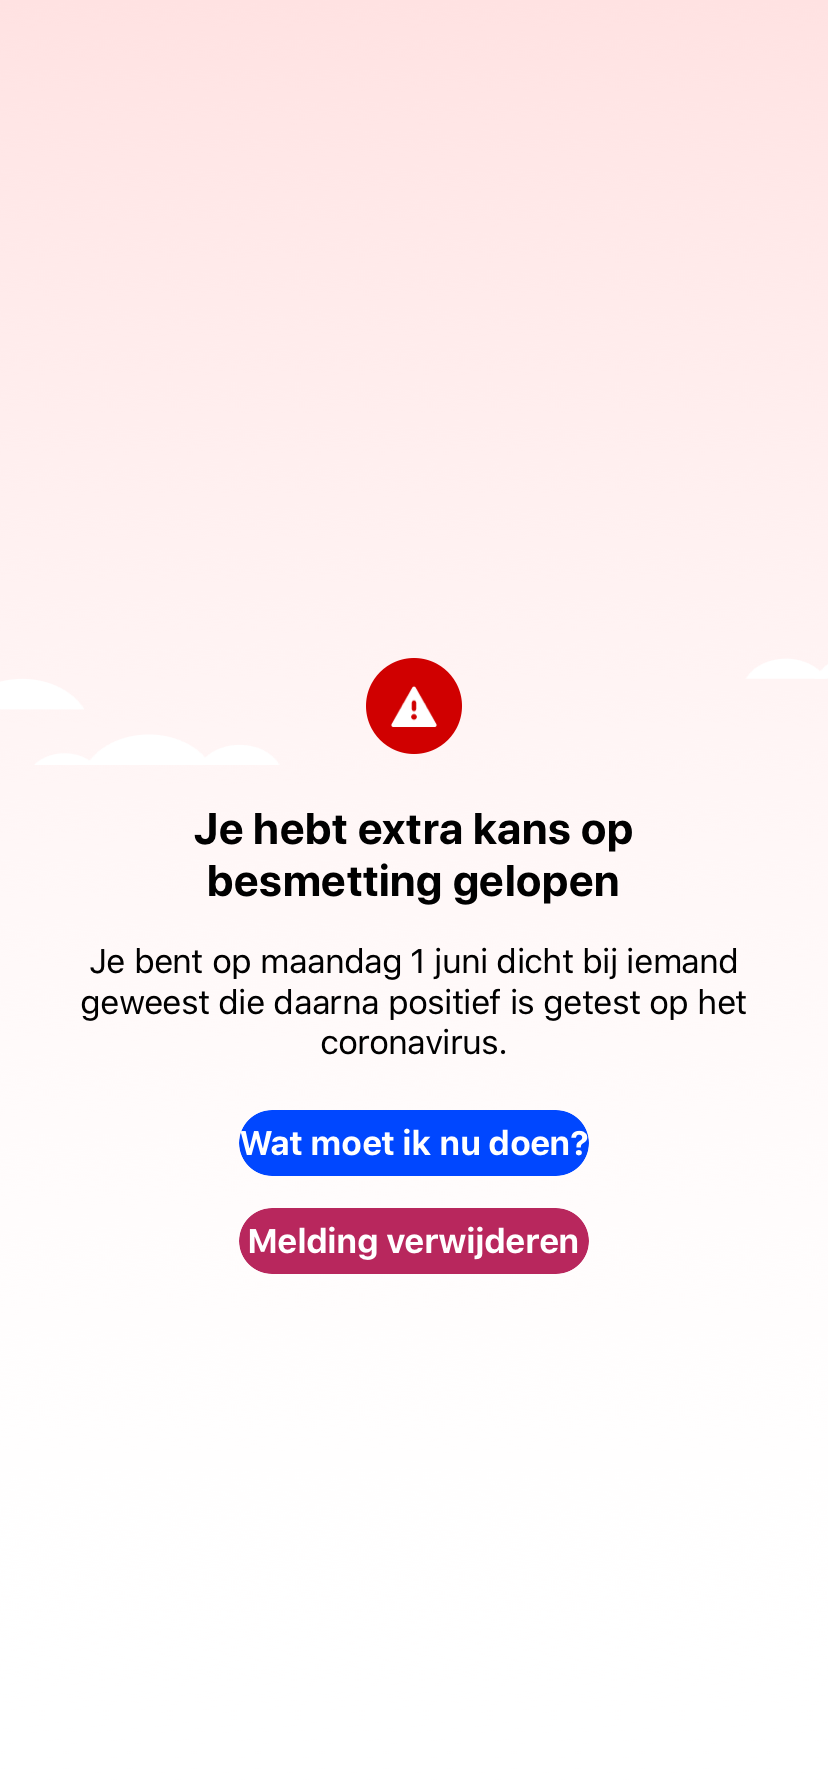 Je hebt extra kans op
besmetting gelopen
Je bent op maandag 1 juni dicht bij iemand
geweest die daarna positief is getest op het
coronavirus.
Wat moet ik nu doen?
Melding verwijderen